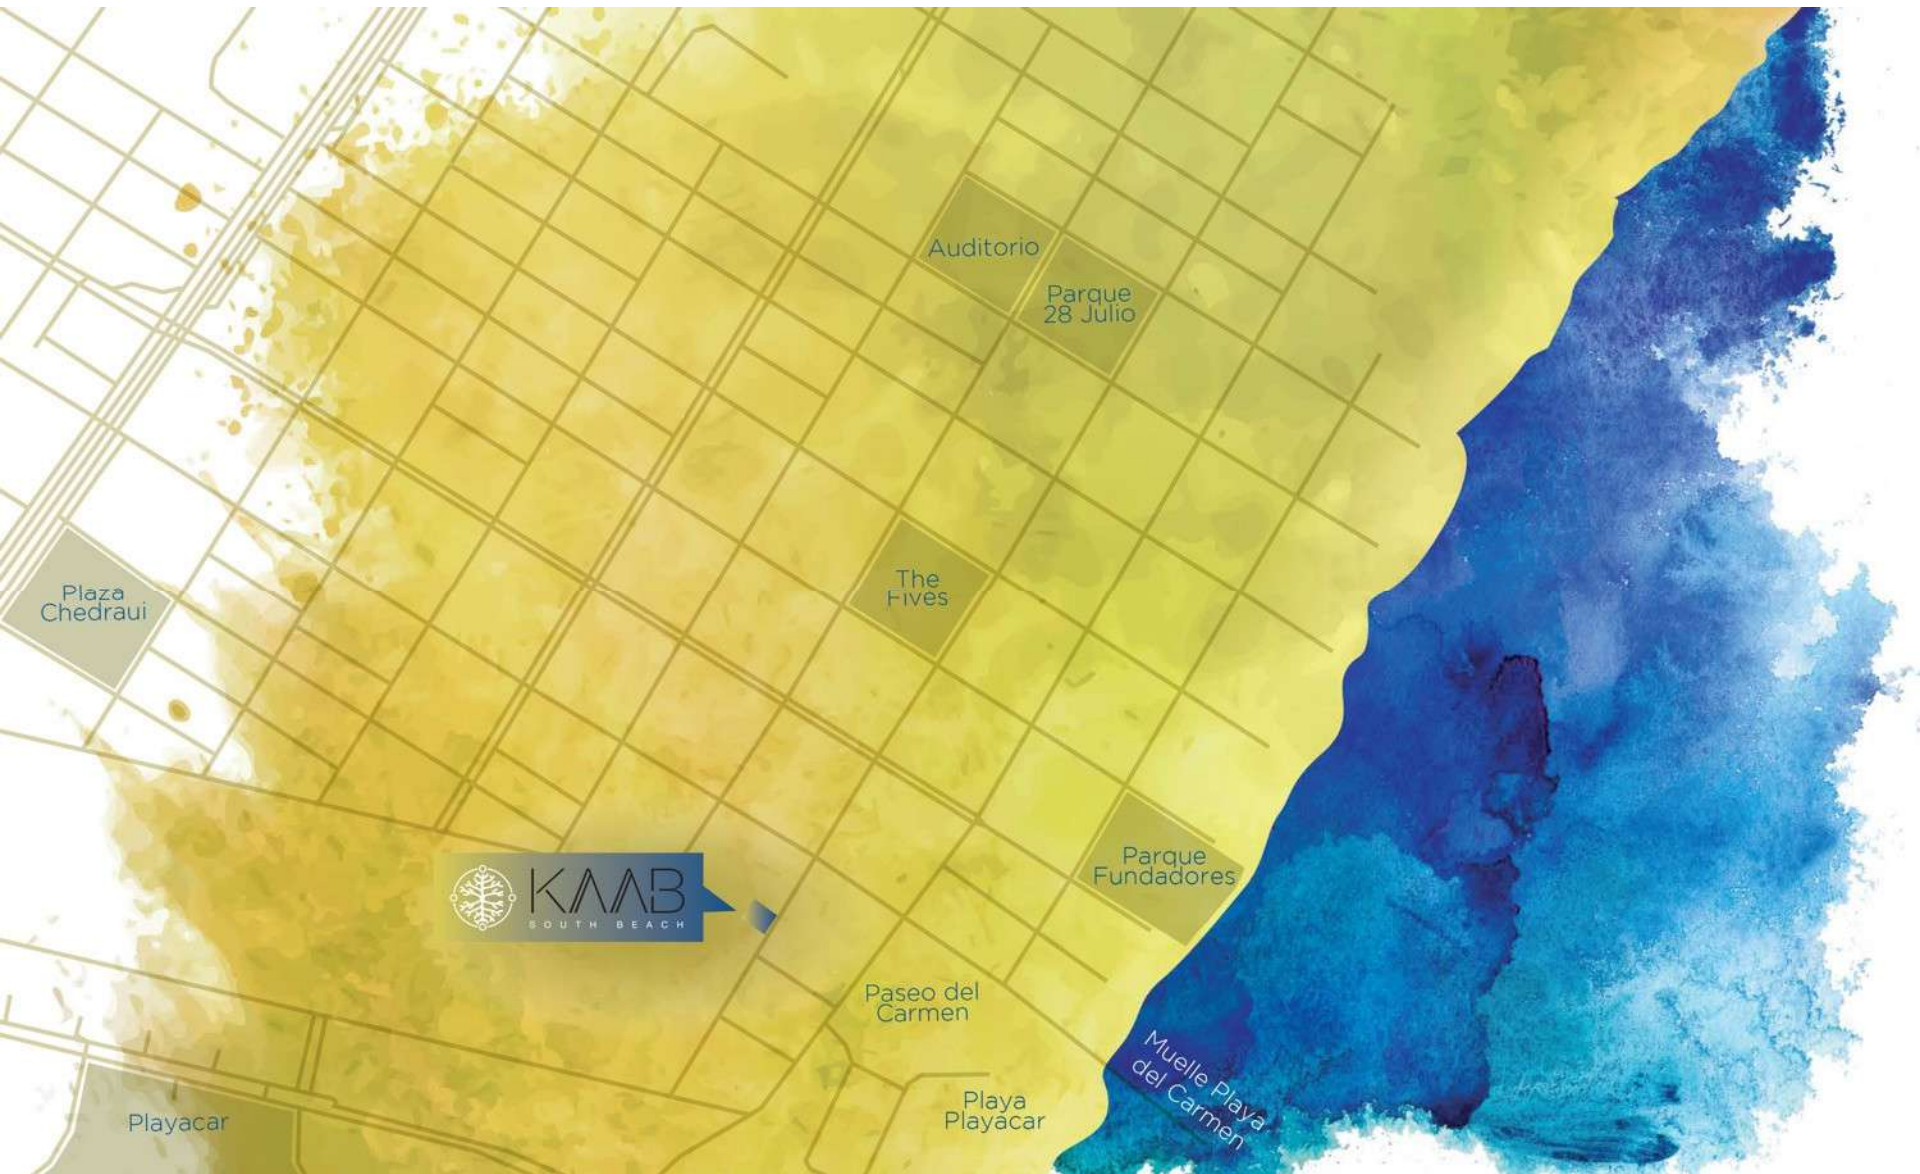 Auditorio
Parque
28 Julio
The
Fives
Plaza
Chedraui
Parque
Fundadores
KAAB
SOUTH BEACH
Paseo del
Carmen
Muelle Playa
del Carmen
Playa
Playacar
Playacar